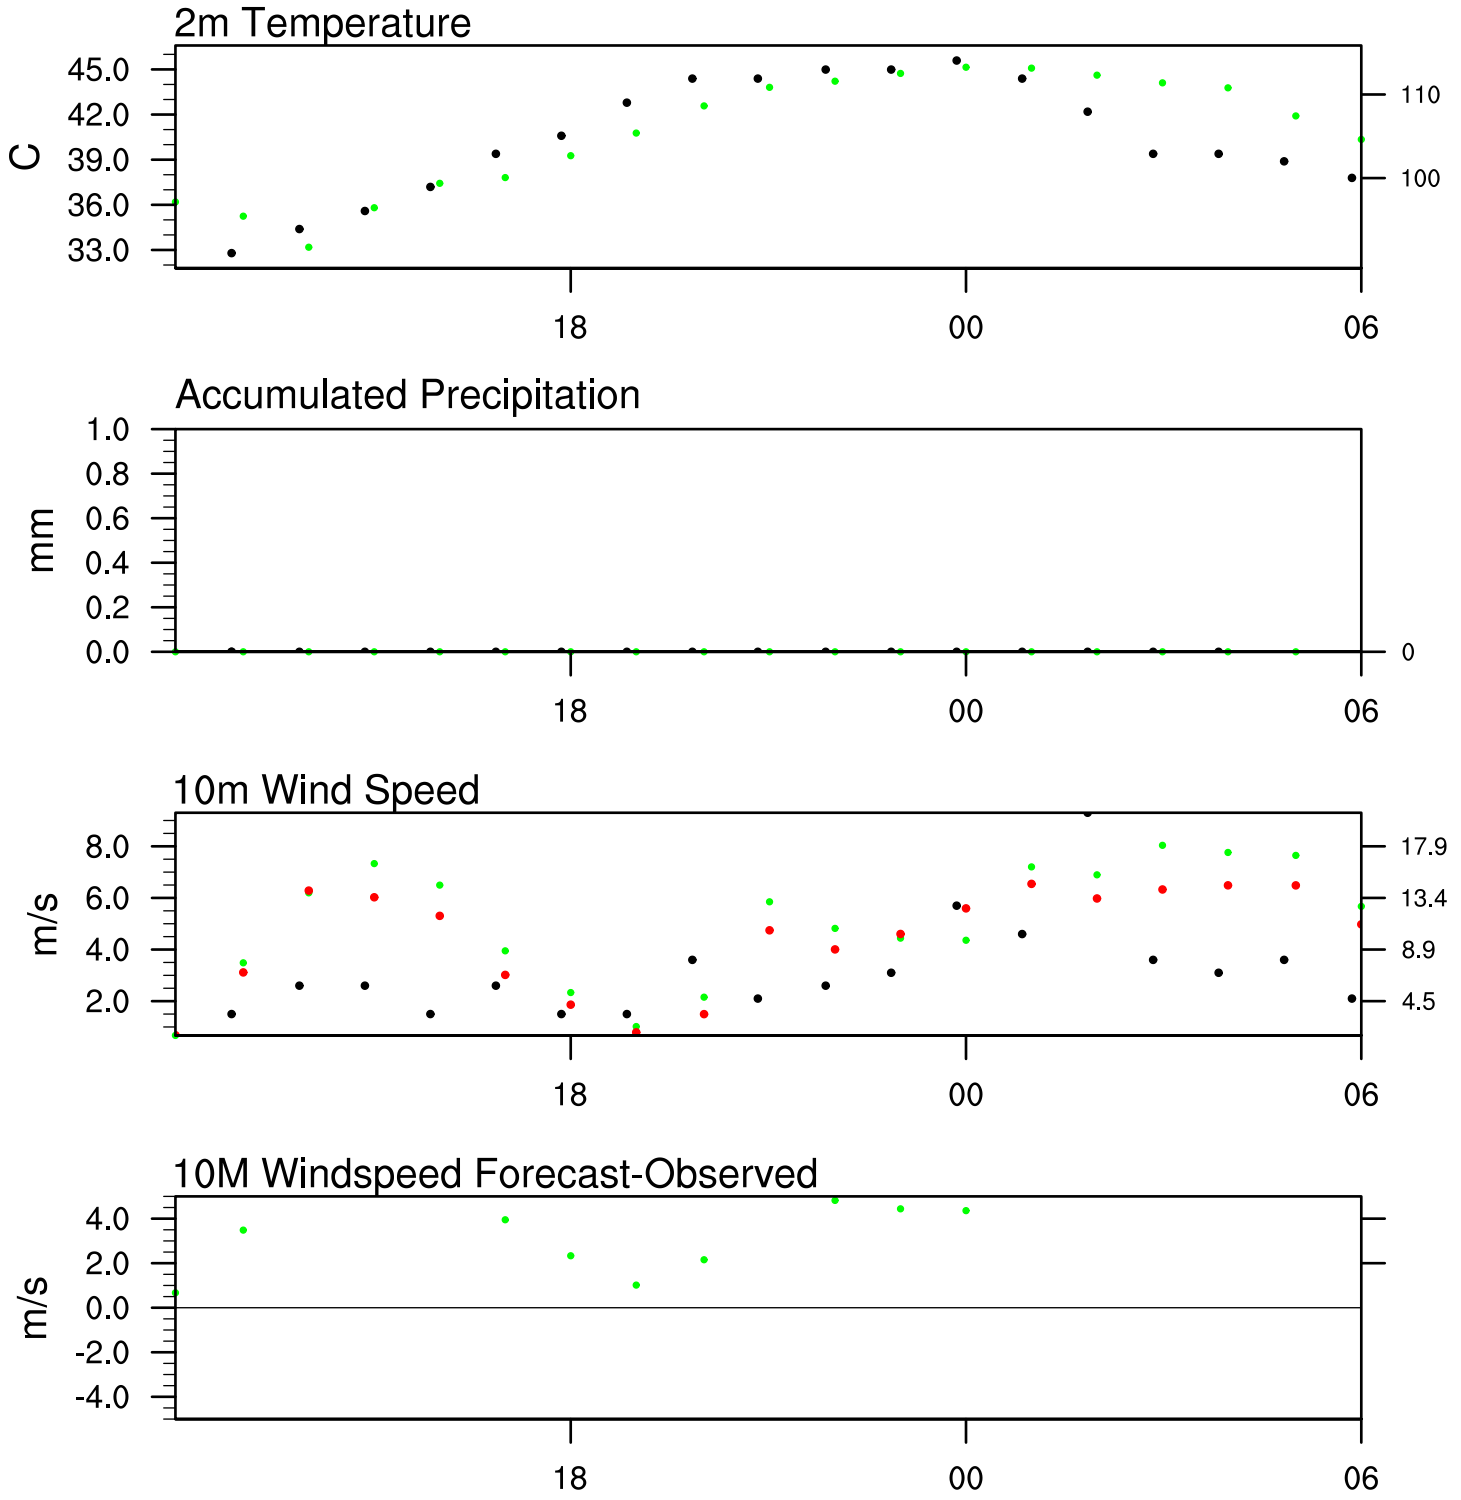 2m Temperature
45.0
42.0
39.0
36.0
33.0
C
110
100
18 00 06
Accumulated Precipitation
1.0
0.8
0.6
0.4
0.2
0.0
mm
0
18 00 06
10m Wind Speed
8.0
6.0
4.0
2.0
m/s
17.9
13.4
8.9
4.5
18 00 06
10M Windspeed Forecast-Observed
4.0
2.0
0.0
-2.0
-4.0
m/s
18 00 06